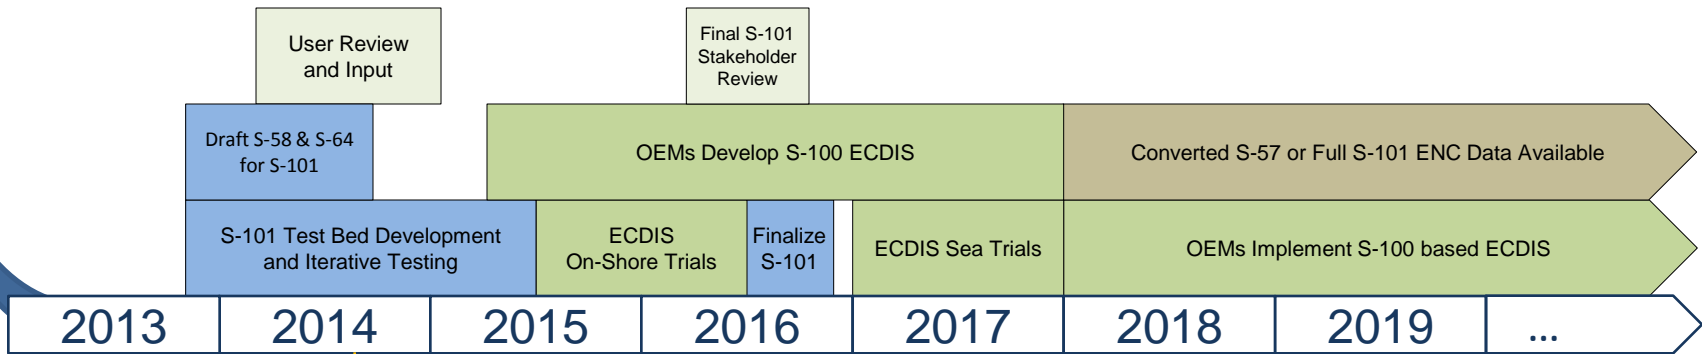 User Review
and Input
Final S-101
Stakeholder
Review
Draft S-58 & S-64
for S-101
OEMs Develop S-100 ECDIS
Converted S-57 or Full S-101 ENC Data Available
S-101 Test Bed Development
and Iterative Testing
ECDIS
On-Shore Trials
Finalize
S-101
ECDIS Sea Trials
OEMs Implement S-100 based ECDIS
2013
2014
2015
2016
2017
2018
2019
...